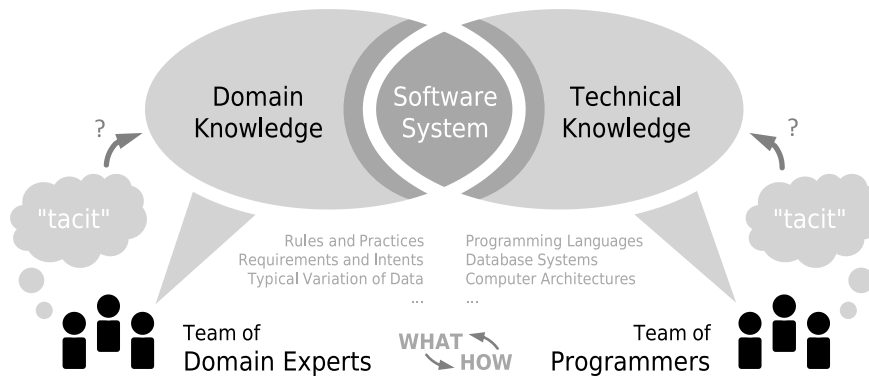 Domain
Knowledge
Software
System
Technical
Knowledge
?
?
"tacit"
"tacit"
Rules and Practices
Requirements and Intents
Typical Variation of Data
...
Programming Languages
Database Systems
Computer Architectures
...
Team of
Domain Experts
WHAT
HOW
Team of
Programmers